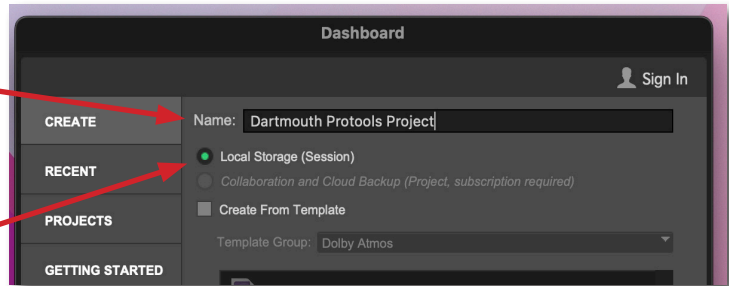 Dashboard
Sign In
CREATE
Name: Dartmouth Protools Project
Local Storage (Session)
RECENT
Collaboration and Cloud Backup (Project, subscription required)
Create From Template
PROJECTS
Template Group: Dolby Atmos
GETTING STARTED